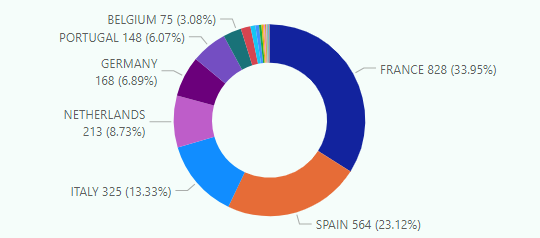 BELGIUM 75 (3.08%)
PORTUGAL 148 (6.07%)
GERMANY
168 (6.89%)
FRANCE 828 (33.95%)
NETHERLANDS
213 (8.73%)
ITALY 325 (13.33%)
SPAIN 564 (23.12%)